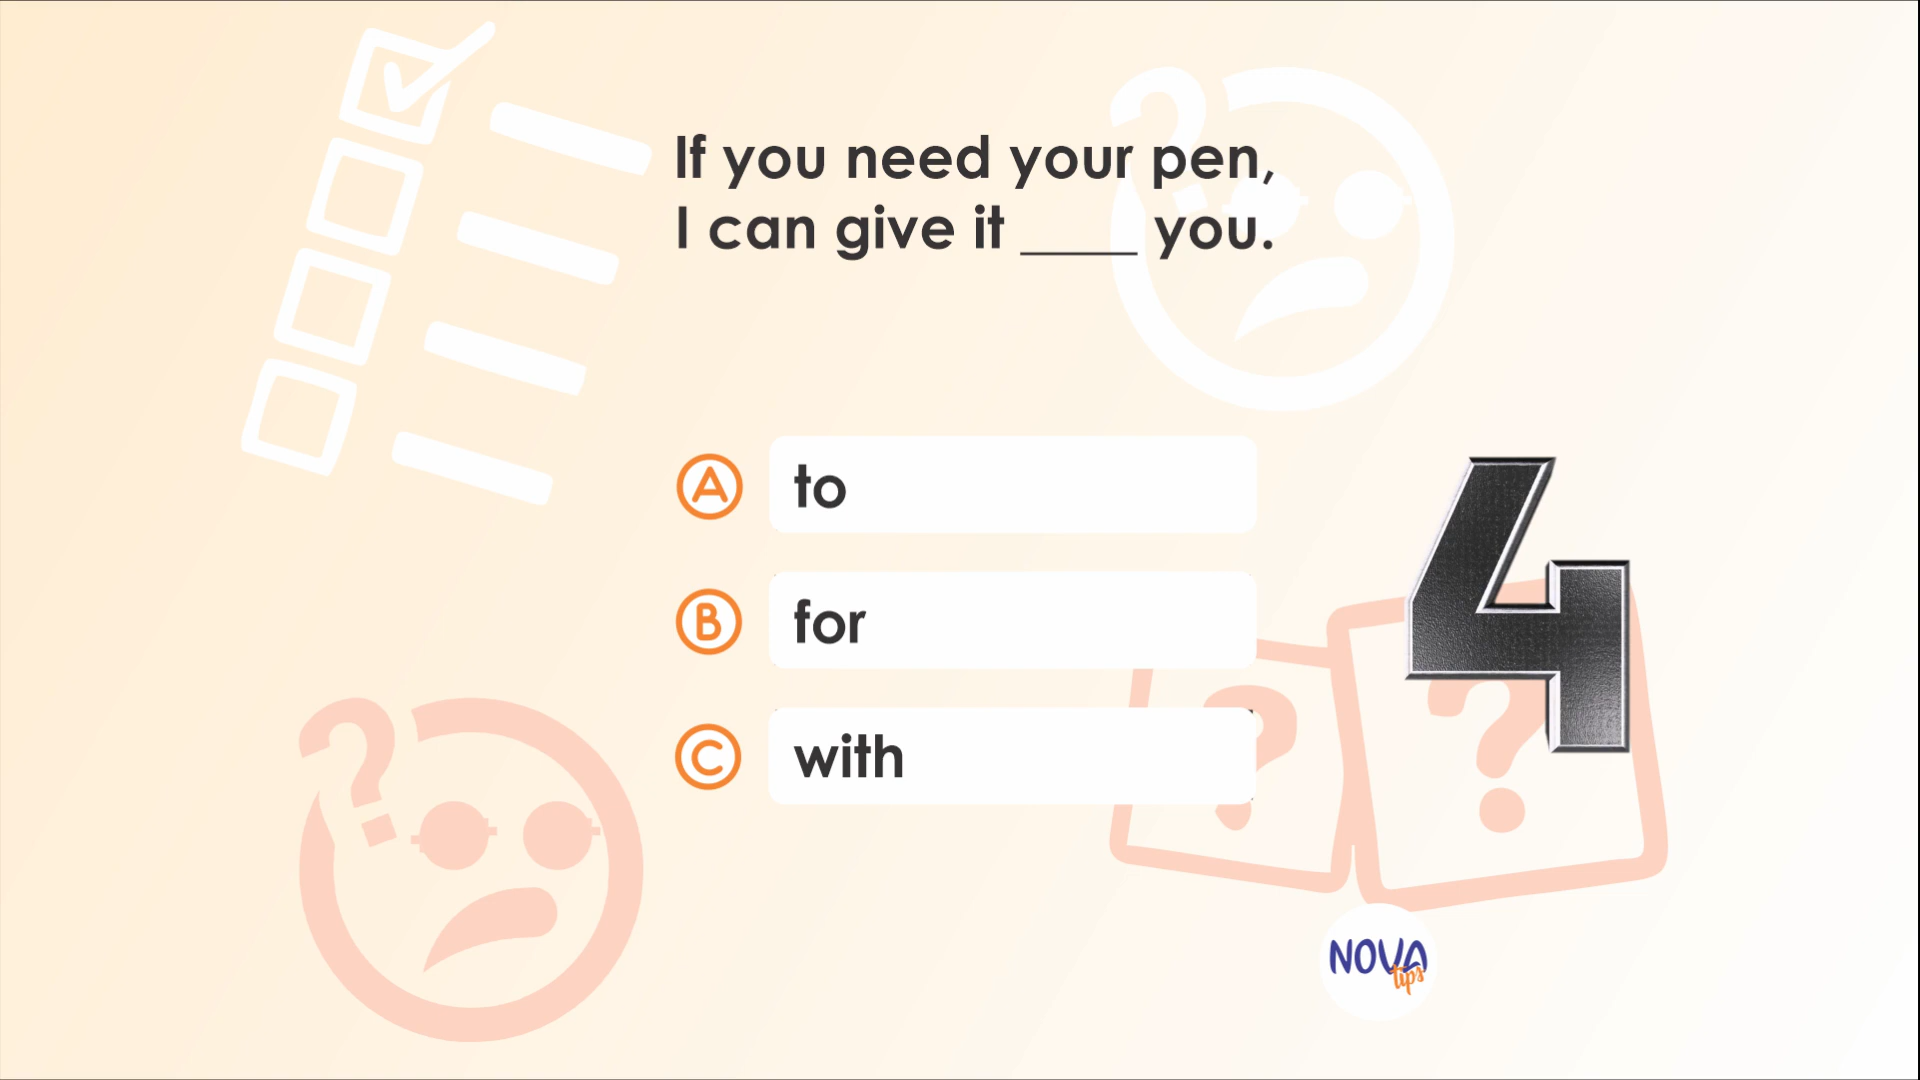 If you need your pen,
I can give it ____ you.
A to
B for
C with
4
NOVA
tips